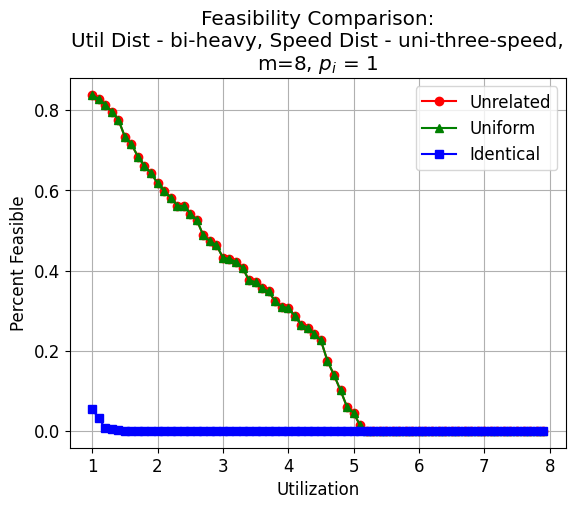 Feasibility Comparison:
Util Dist - bi-heavy, Speed Dist - uni-three-speed,
m=8, $p_i$ = 1
Unrelated
Uniform
Identical
Percent Feasible
0.8
0.6
0.4
0.2
0.0
1 2 3 4 5 6 7 8
Utilization